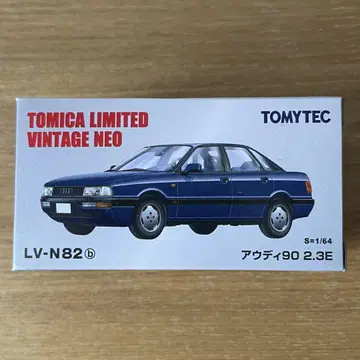 TOMICA LIMITED
VINTAGE NEO
TOMYTEC
S=1/64
LV-N82ⓑ
アウディ90 2.3E